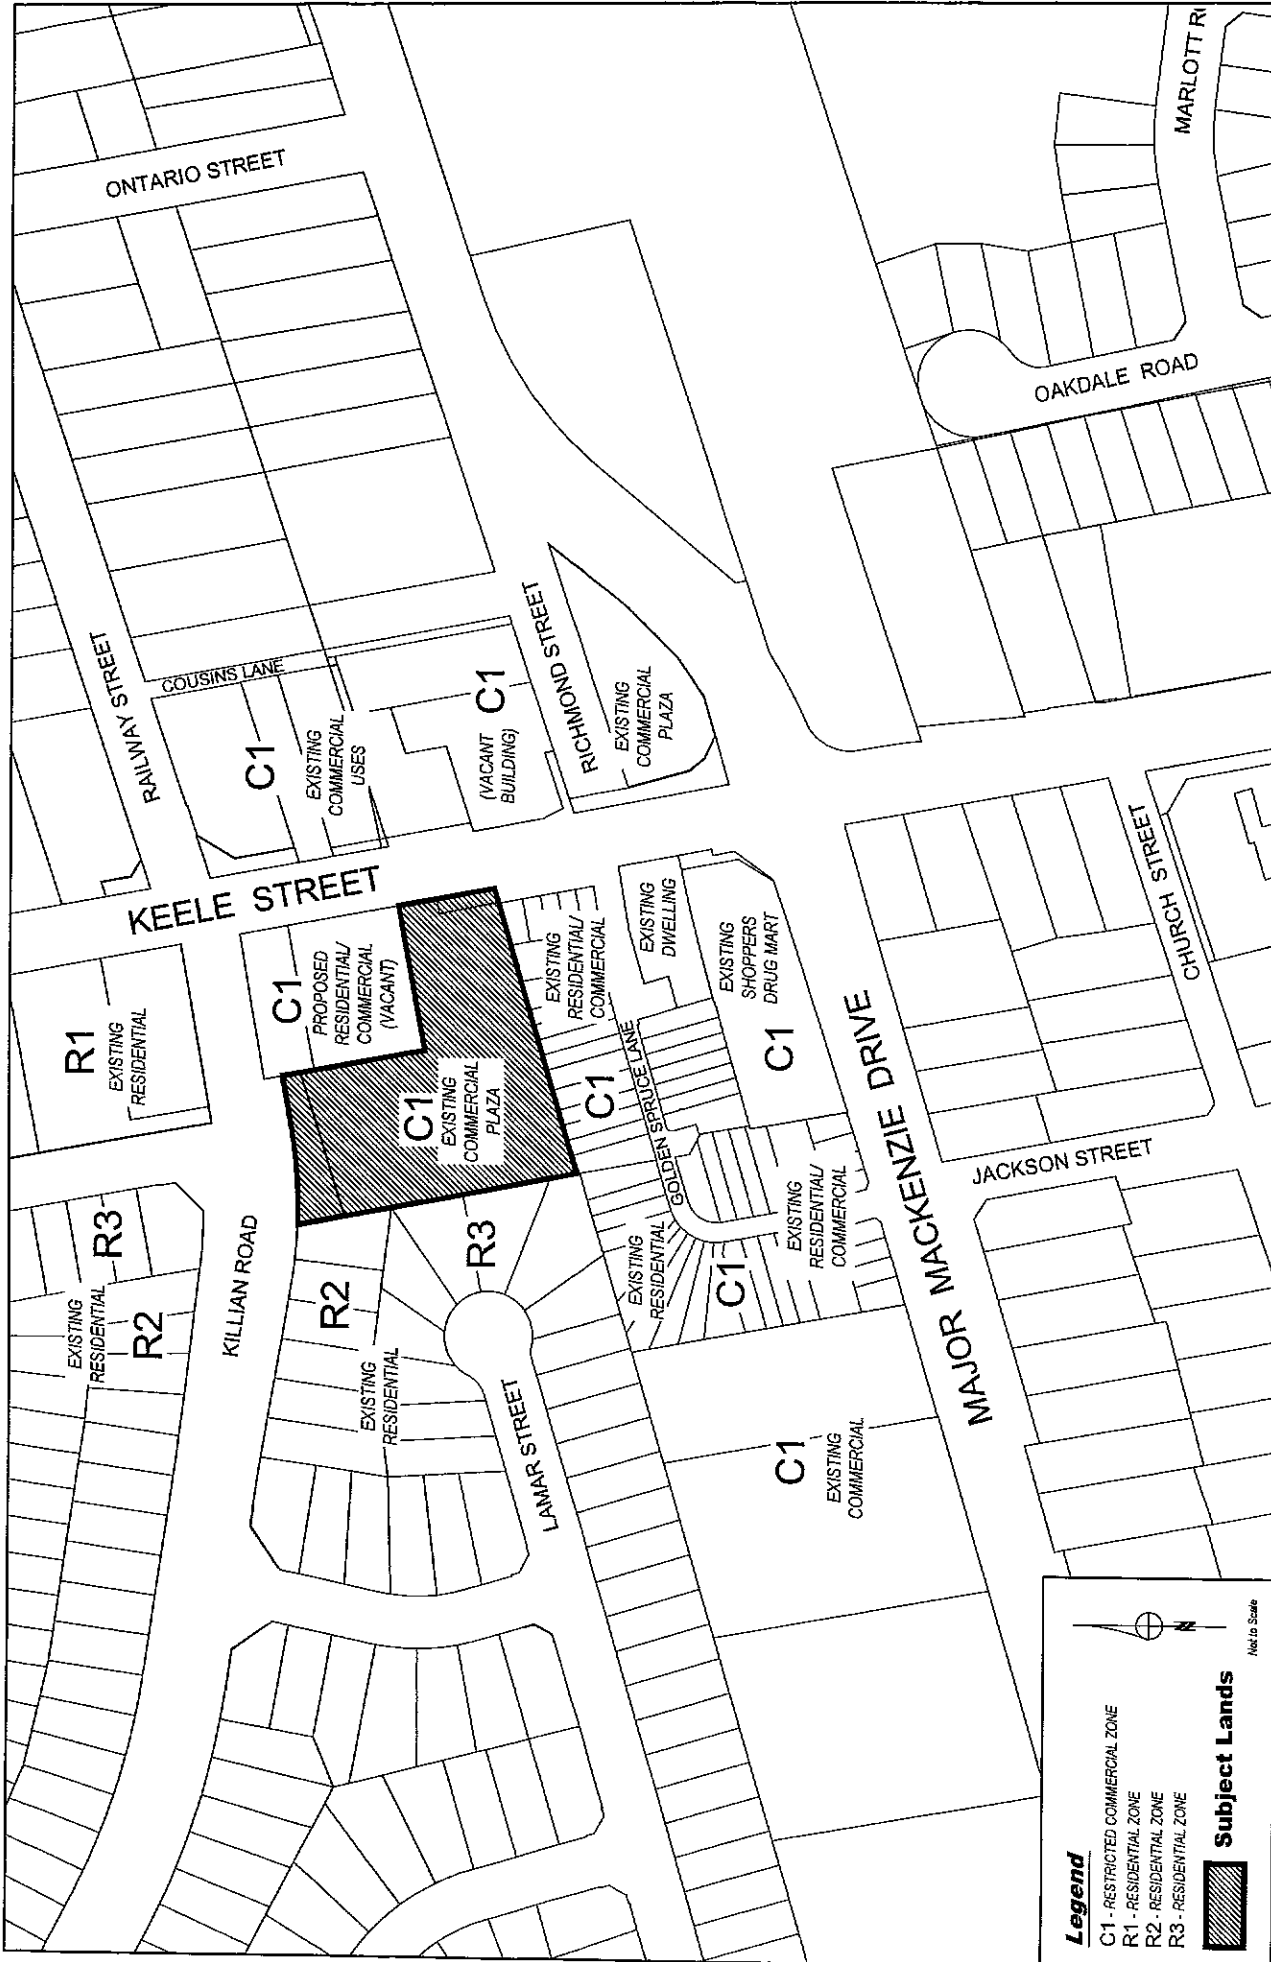 ONTARIO STREET
MARLOTT R
OAKDALE ROAD
RAILWAY STREET
COUSINS LANE
C1
EXISTING
COMMERCIAL
USES
(VACANT
BUILDING)
C1
RICHMOND STREET
EXISTING
COMMERCIAL
PLAZA
KEELE STREET
R1
EXISTING
RESIDENTIAL
C1
PROPOSED
RESIDENTIAL/
COMMERCIAL
(VACANT)
C1
EXISTING
COMMERCIAL
PLAZA
EXISTING
RESIDENTIAL/
COMMERCIAL
EXISTING
DWELLING
EXISTING
SHOPPERS
DRUG MART
C1
C1
GOLDEN SPRUCE LANE
CHURCH STREET
JACKSON STREET
MAJOR MACKENZIE DRIVE
R3
EXISTING
RESIDENTIAL
R2
KILLIAN ROAD
R2
EXISTING
RESIDENTIAL
R3
LAMAR STREET
EXISTING
RESIDENTIAL
C1
EXISTING
RESIDENTIAL/
COMMERCIAL
C1
EXISTING
COMMERCIAL
Legend
C1 - RESTRICTED COMMERCIAL ZONE
R1 - RESIDENTIAL ZONE
R2 - RESIDENTIAL ZONE
R3 - RESIDENTIAL ZONE
Subject Lands
N
Not to Scale